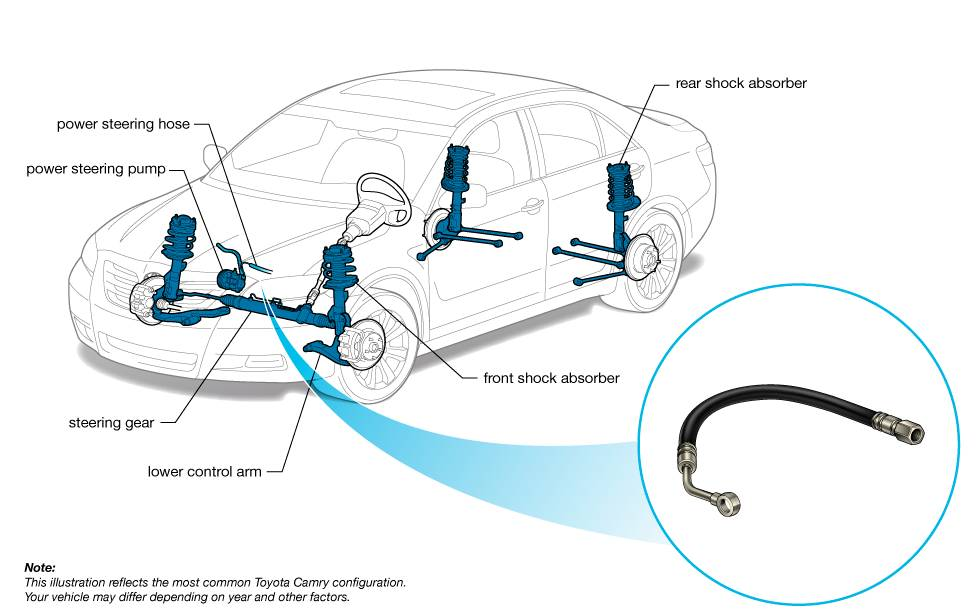 rear shock absorber
power steering hose
power steering pump
front shock absorber
steering gear
lower control arm
Note:
This illustration reflects the most common Toyota Camry configuration.
Your vehicle may differ depending on year and other factors.